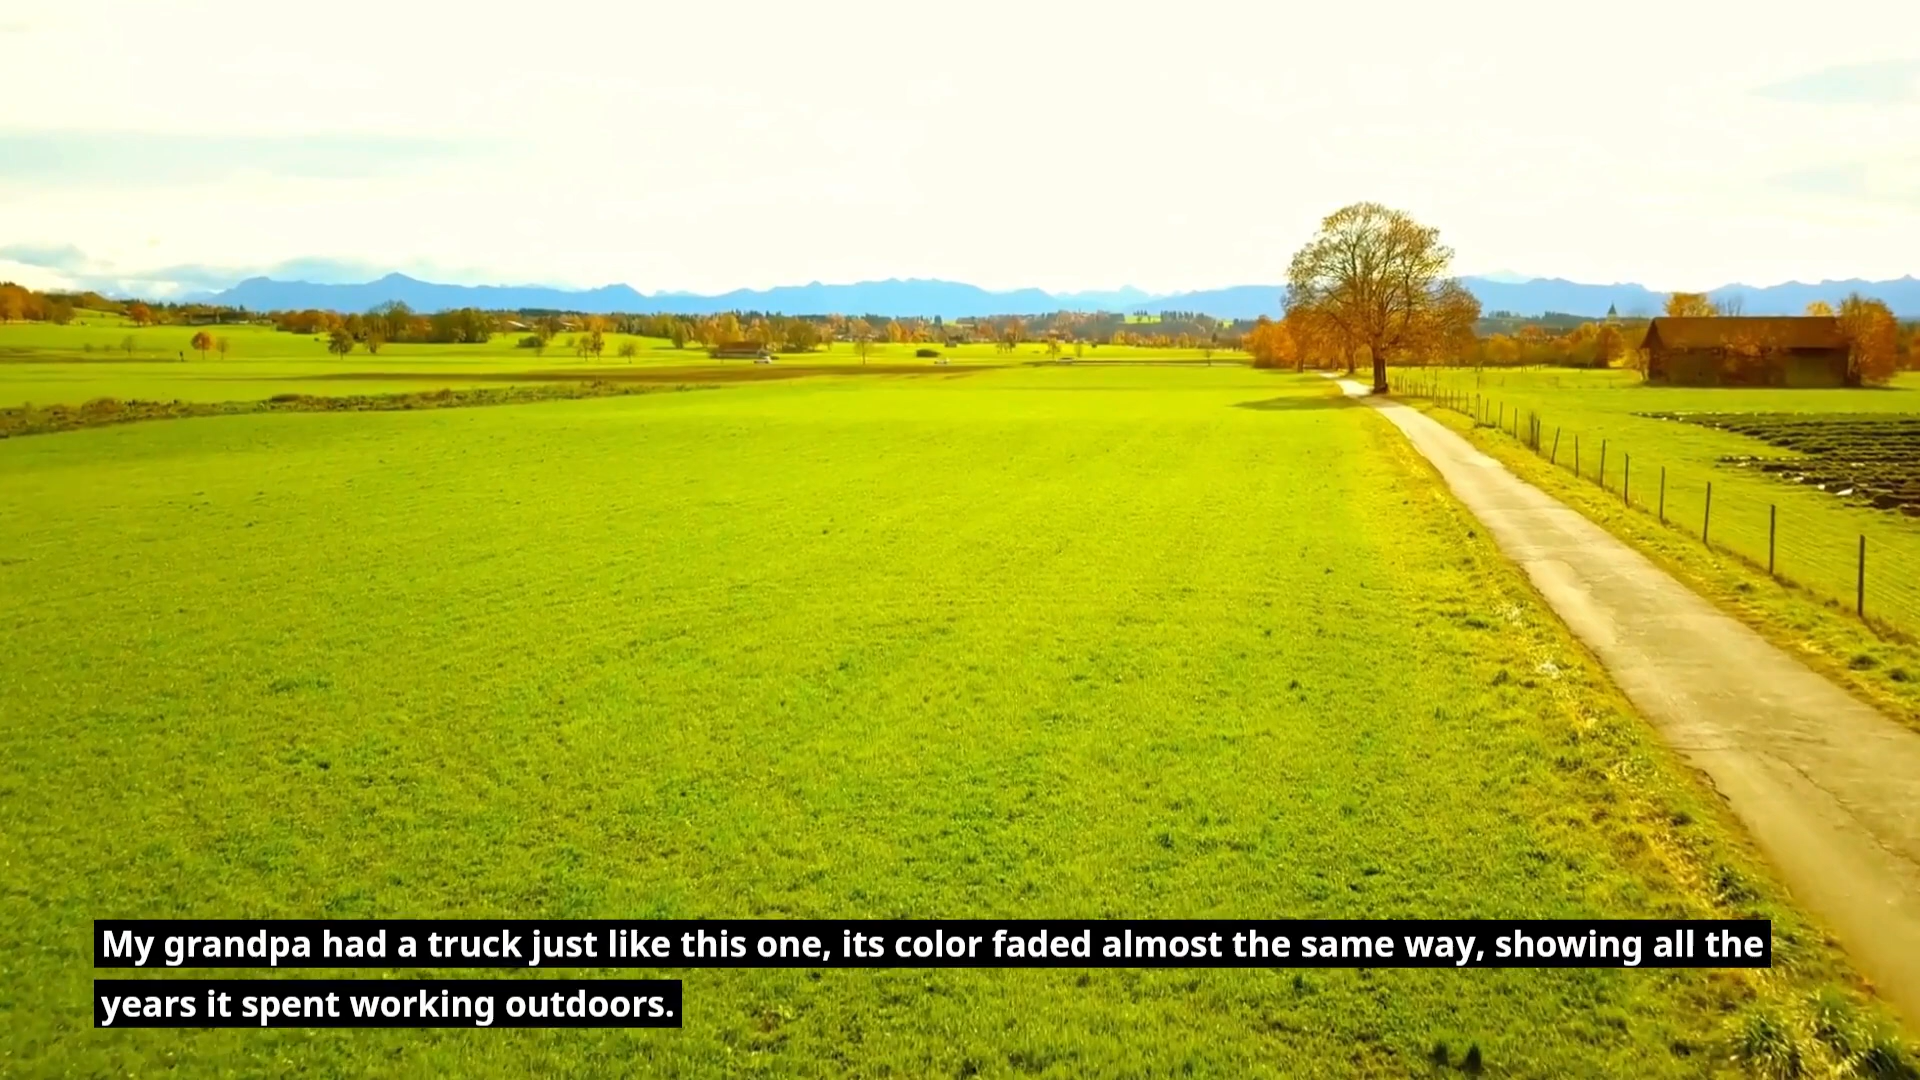 My grandpa had a truck just like this one, its color faded almost the same way, showing all the
years it spent working outdoors.